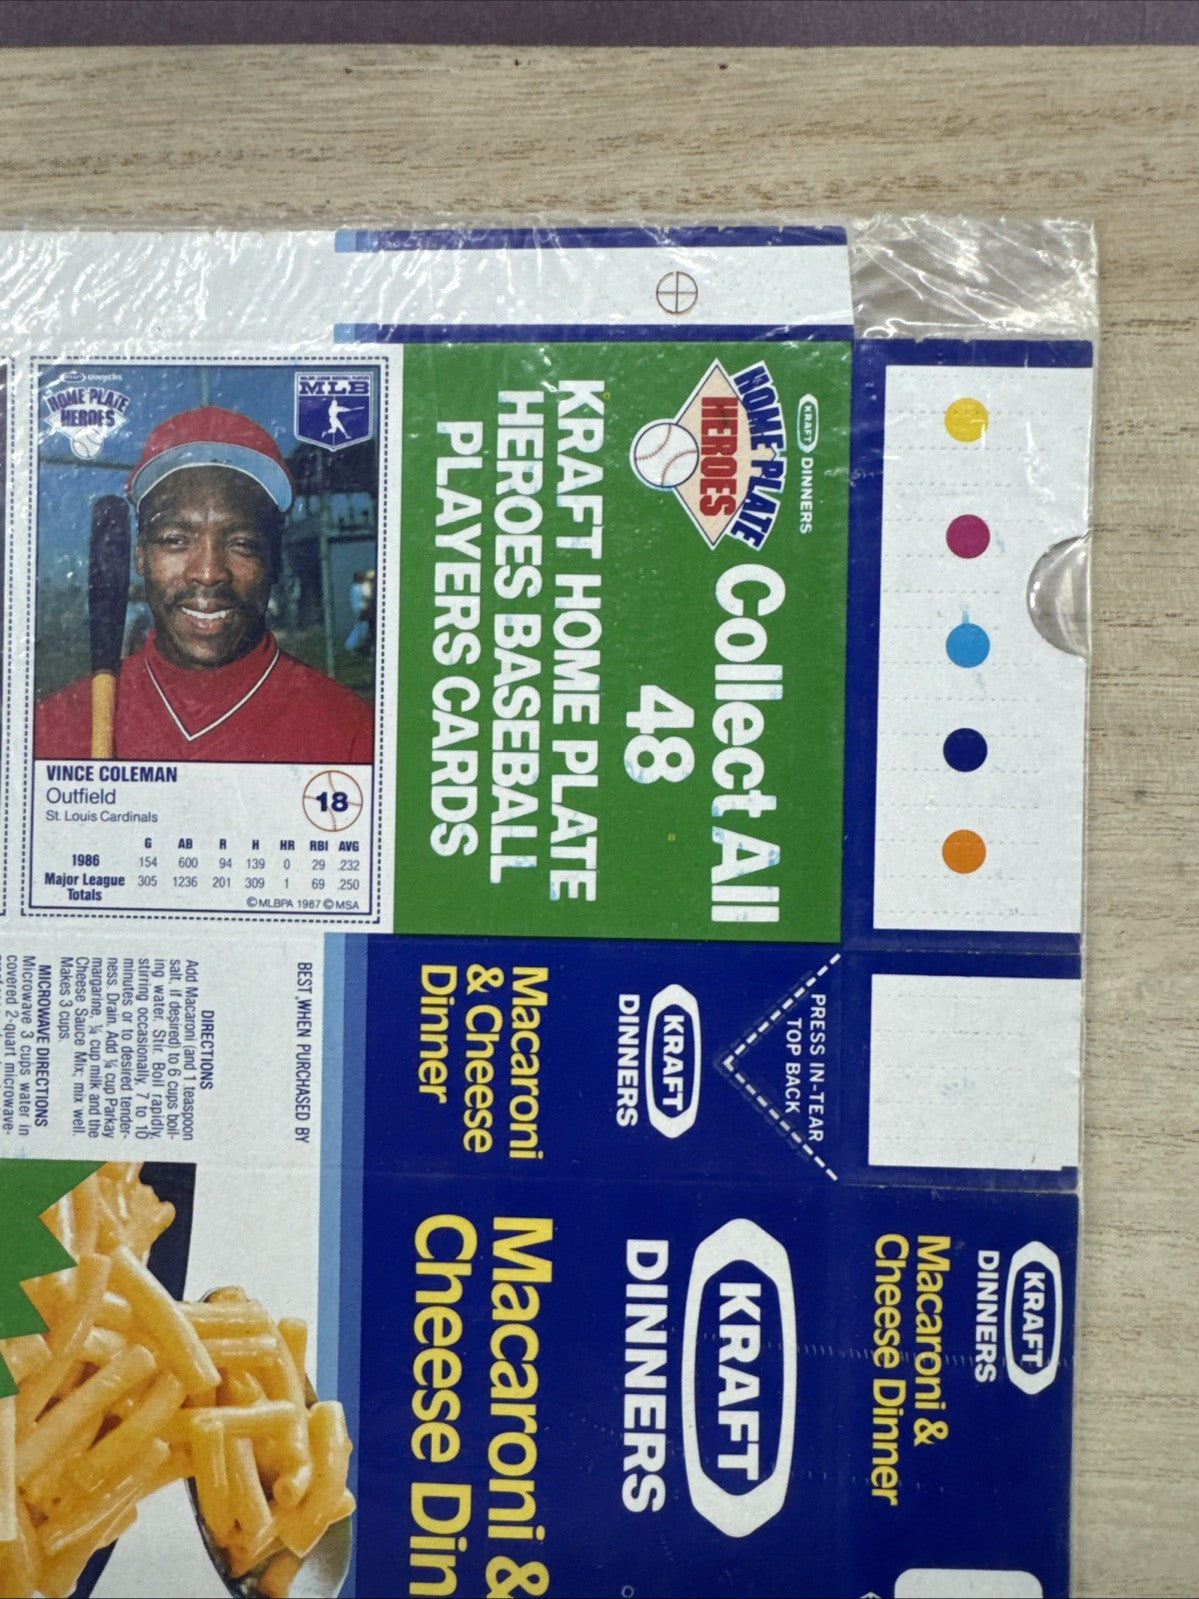 KRAFT DINNERS
HOME PLATE
HEROES
MAJOR LEAGUE BASEBALL PLAYERS
MLB
VINCE COLEMAN
Outfield
St. Louis Cardinals
18
G AB R H HR RBI AVG
1986 154 600 94 139 0 29 .232
Major League
Totals
305 1236 201 309 1 69 .250
©MLBPA 1987 ©MSA
KRAFT DINNERS
HOME PLATE
HEROES
Collect All
48
KRAFT HOME PLATE
HEROES BASEBALL
PLAYERS CARDS
PRESS IN-TEAR
TOP BACK
KRAFT
DINNERS
Macaroni
& Cheese
Dinner
BEST WHEN PURCHASED BY
DIRECTIONS
Add Macaroni (and 1 teaspoon
salt, if desired) to 6 cups boil-
ing water. Stir. Boil rapidly,
stirring occasionally, 7 to 10
minutes or to desired tender-
ness. Drain. Add ¼ cup Parkay
margarine, ¼ cup milk and the
Cheese Sauce Mix; mix well.
Makes 3 cups.
MICROWAVE DIRECTIONS
Microwave 3 cups water in
covered 2-quart microwave-
KRAFT
DINNERS
Macaroni &
Cheese Dinner
KRAFT
DINNERS
Macaroni &
Cheese Din